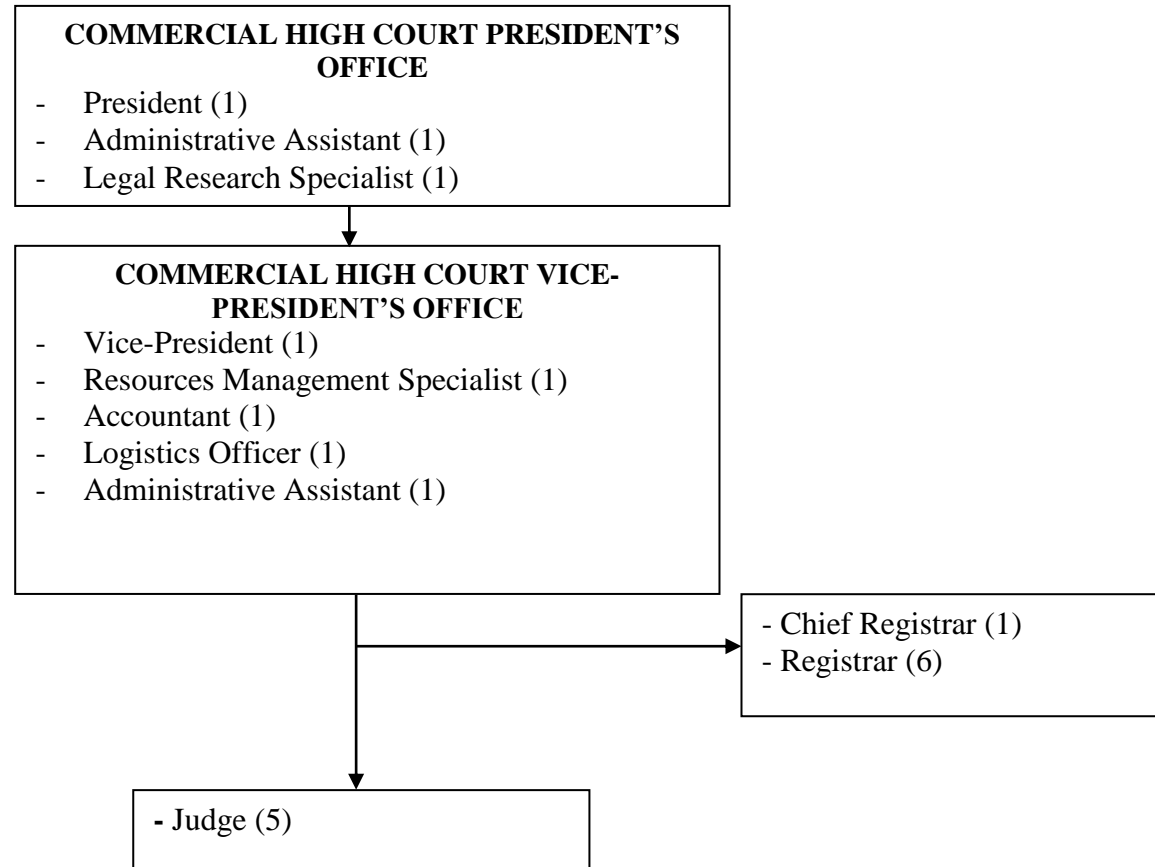 COMMERCIAL HIGH COURT PRESIDENT’S
OFFICE
- President (1)
- Administrative Assistant (1)
- Legal Research Specialist (1)
COMMERCIAL HIGH COURT VICE-
PRESIDENT’S OFFICE
- Vice-President (1)
- Resources Management Specialist (1)
- Accountant (1)
- Logistics Officer (1)
- Administrative Assistant (1)
- Chief Registrar (1)
- Registrar (6)
- Judge (5)